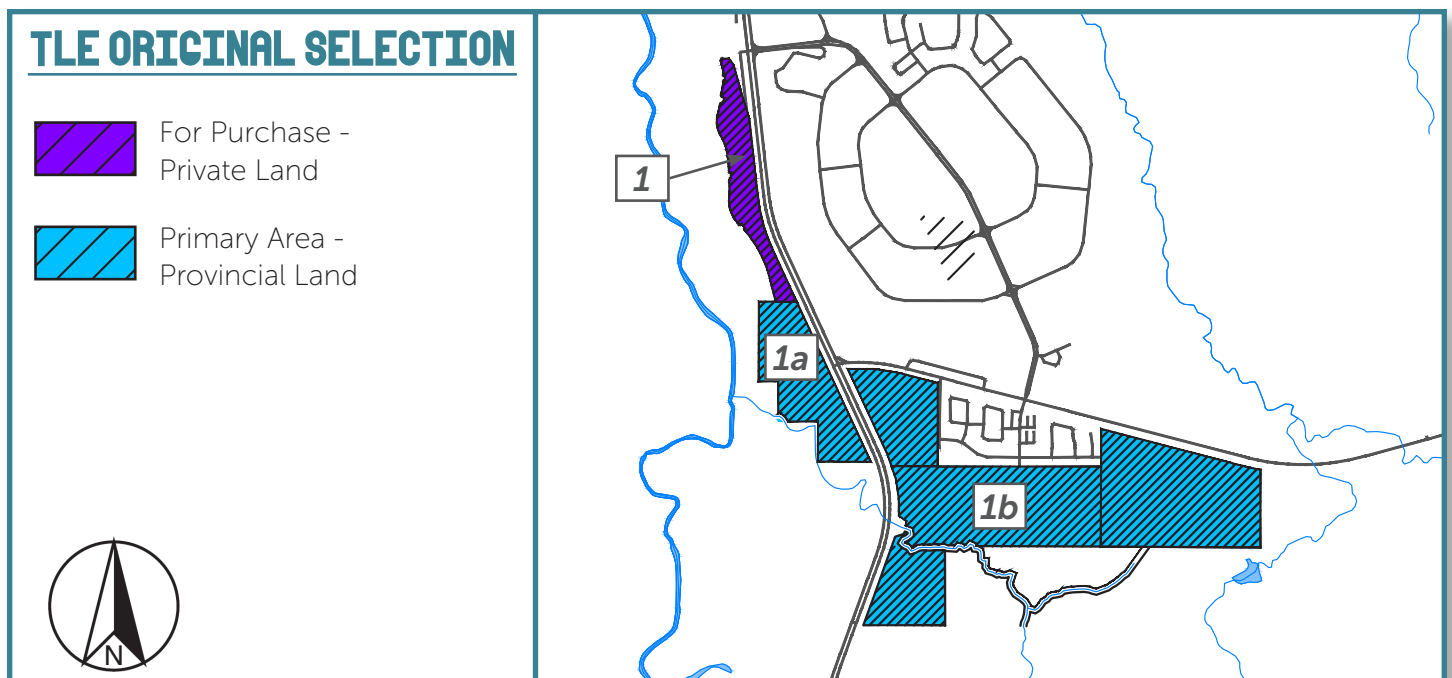 TLE ORIGINAL SELECTION
For Purchase -
Private Land
Primary Area -
Provincial Land
N
1
1a
1b